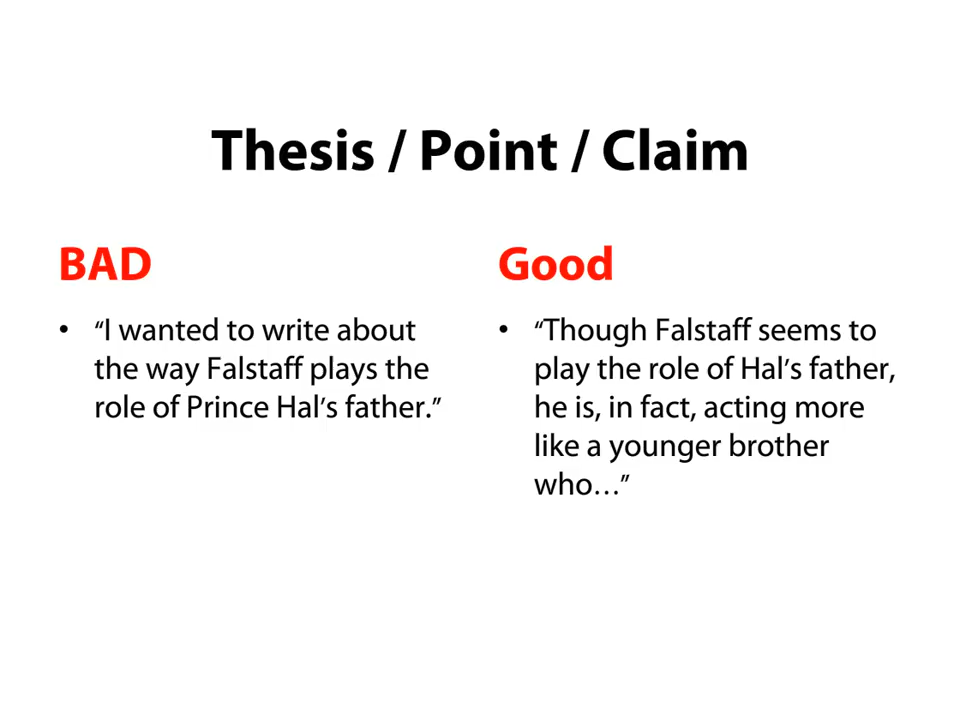 Thesis / Point / Claim
BAD
• “I wanted to write about
the way Falstaff plays the
role of Prince Hal’s father.”
Good
• “Though Falstaff seems to
play the role of Hal’s father,
he is, in fact, acting more
like a younger brother
who…”